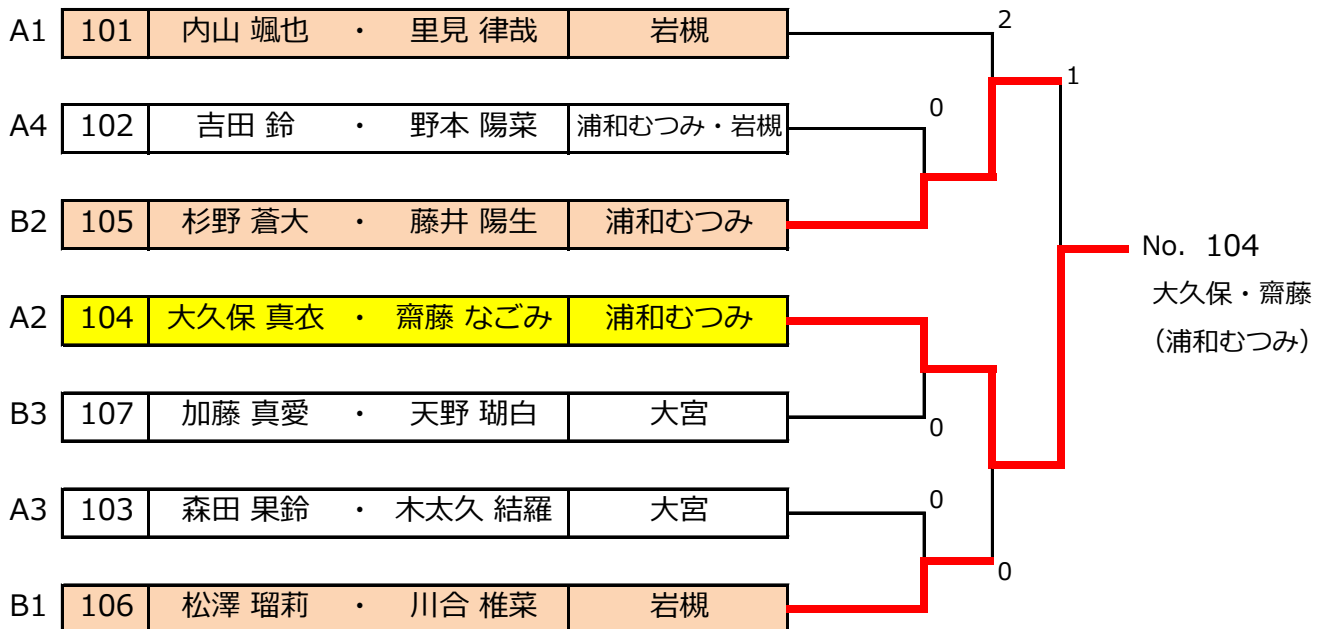 A1 101 内山 颯也 ・ 里見 律哉 岩槻
2
1
A4 102 吉田 鈴 ・ 野本 陽菜 浦和むつみ・岩槻
0
B2 105 杉野 蒼大 ・ 藤井 陽生 浦和むつみ
No. 104
大久保・齋藤
（浦和むつみ）
A2 104 大久保 真衣 ・ 齋藤 なごみ 浦和むつみ
B3 107 加藤 真愛 ・ 天野 瑚白 大宮
0
A3 103 森田 果鈴 ・ 木太久 結羅 大宮
0
0
B1 106 松澤 瑠莉 ・ 川合 椎菜 岩槻